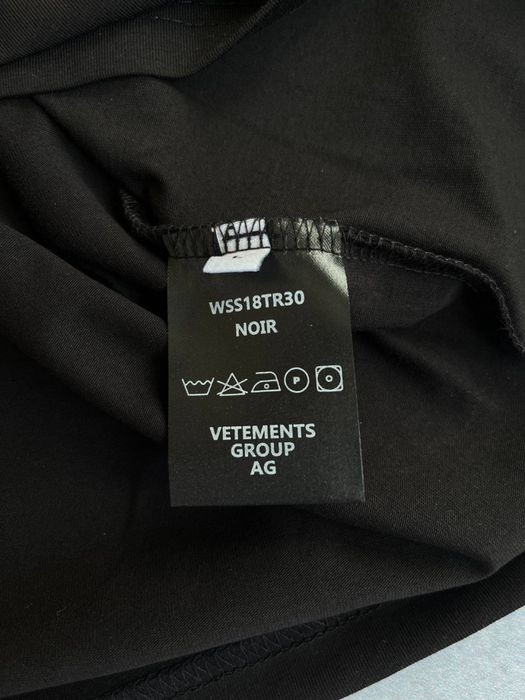 WSS18TR30
NOIR
P
VETEMENTS
GROUP
AG